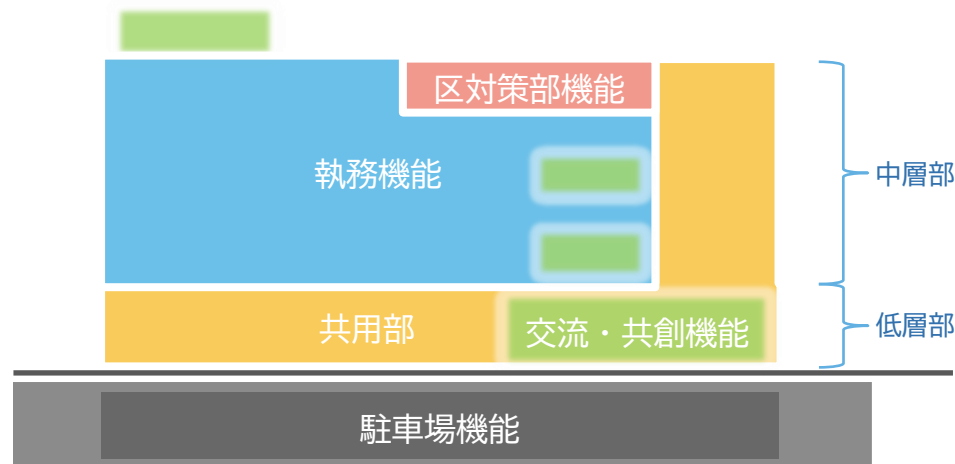 区対策部機能
執務機能
中層部
共用部
交流・共創機能
低層部
駐車場機能